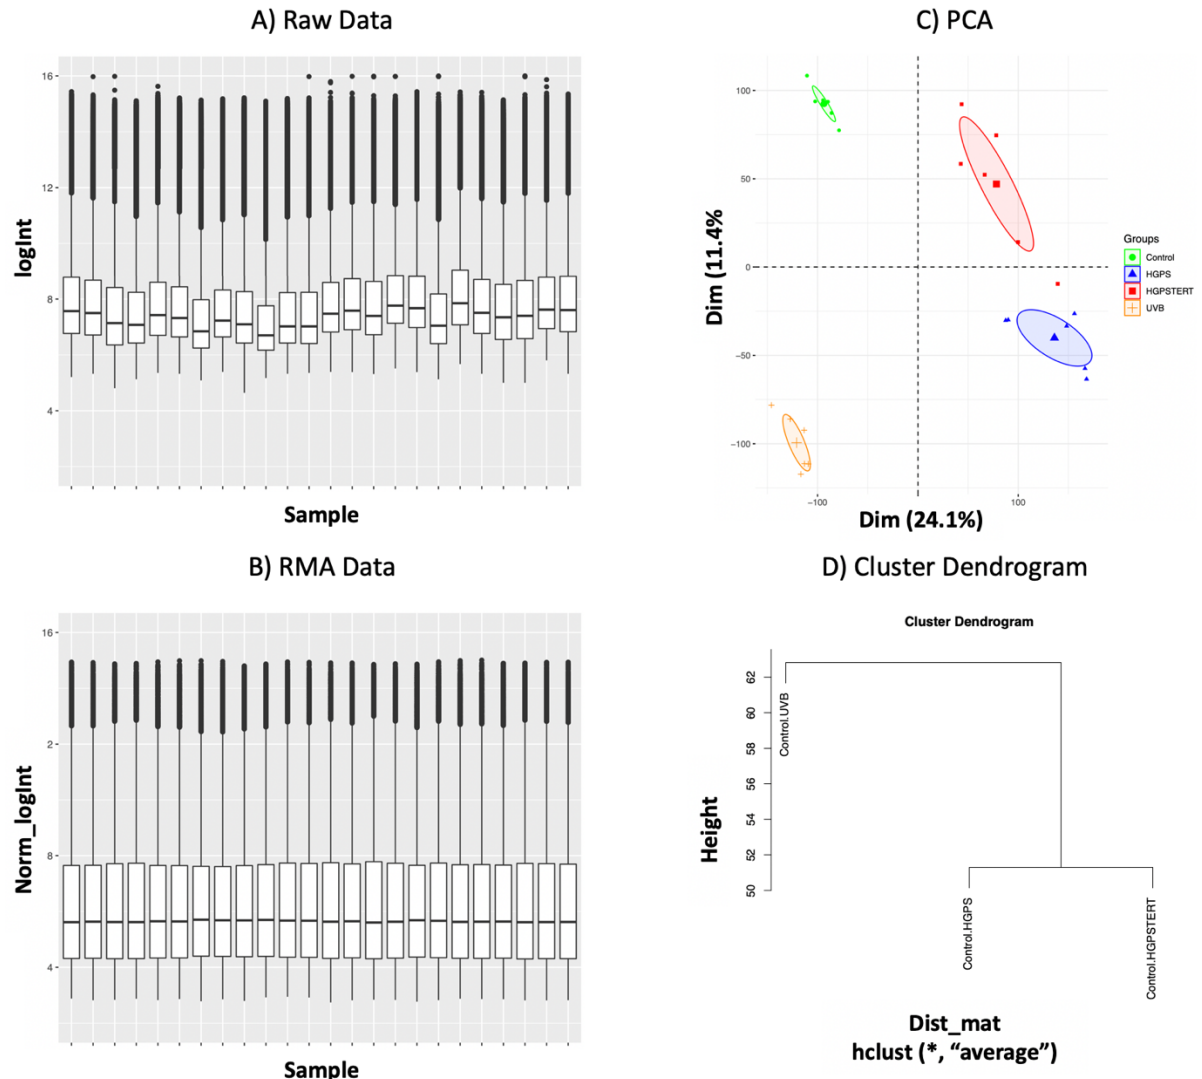 A) Raw Data
16
12
8
4
logInt
Sample
B) RMA Data
16
2
8
4
Norm_logInt
Sample
C) PCA
100
50
0
−50
−100
Dim (11.4%
−100
100
Dim (24.1%)
Groups
Control
HGPS
HGPSTERT
UVB
D) Cluster Dendrogram
Cluster Dendrogram
62
60
58
56
54
52
50
Height
Control.UVB
Control.HGPS
Control.HGPSTERT
Dist_mat
hclust (*, “average”)